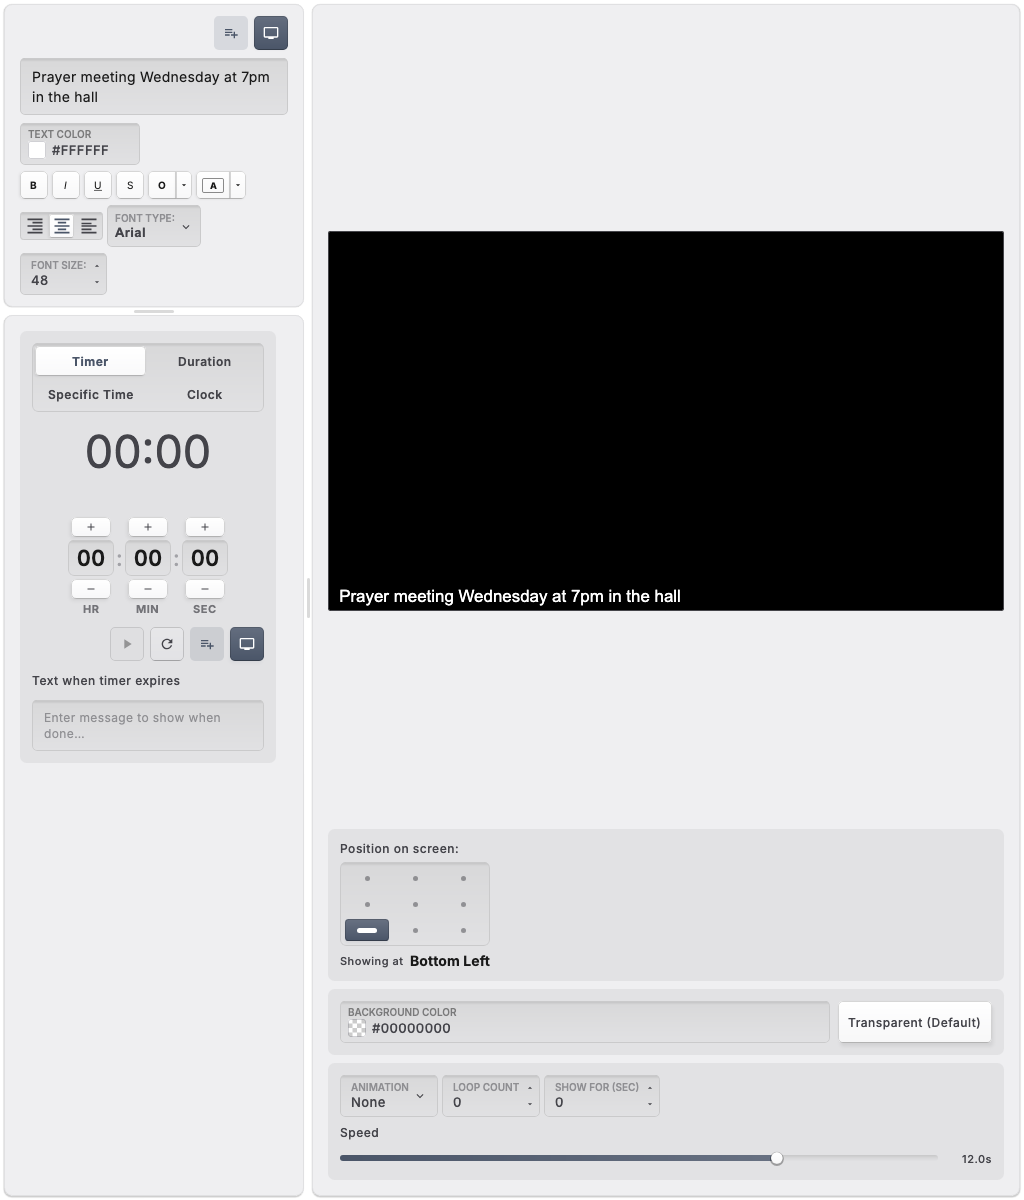 Prayer meeting Wednesday at 7pm
in the hall
TEXT COLOR
#FFFFFF
B I U S O A
FONT TYPE:
Arial
FONT SIZE:
48
Timer Duration
Specific Time Clock
00:00
+ + +
00 : 00 : 00
− − −
HR MIN SEC
Text when timer expires
Enter message to show when
done...
Prayer meeting Wednesday at 7pm in the hall
Position on screen:
Showing at Bottom Left
BACKGROUND COLOR
#00000000
Transparent (Default)
ANIMATION LOOP COUNT SHOW FOR (SEC)
None 0 0
Speed
12.0s